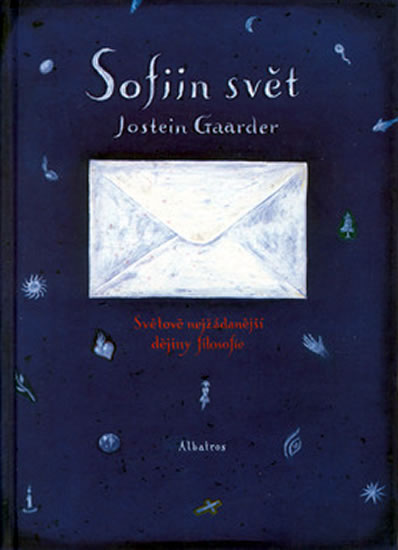 Sofiin svět
Jostein Gaarder
Světově nejžádanější
dějiny filosofie
Albatros